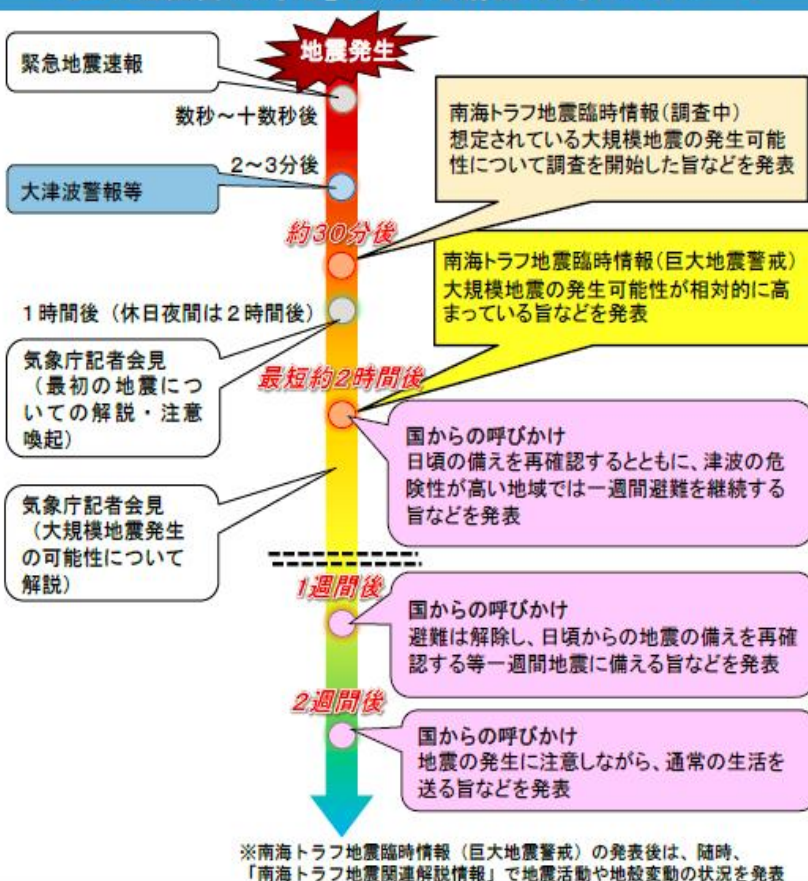 地震発生
緊急地震速報
数秒～十数秒後
2～3分後
大津波警報等
南海トラフ地震臨時情報（調査中）
想定されている大規模地震の発生可能
性について調査を開始した旨などを発表
約30分後
南海トラフ地震臨時情報（巨大地震警戒）
大規模地震の発生可能性が相対的に高
まっている旨などを発表
1時間後（休日夜間は2時間後）
気象庁記者会見
（最初の地震につ
いての解説・注意
喚起）
最短約2時間後
国からの呼びかけ
日頃の備えを再確認するとともに、津波の危
険性が高い地域では一週間避難を継続する
旨などを発表
気象庁記者会見
（大規模地震発生
の可能性について
解説）
1週間後
国からの呼びかけ
避難は解除し、日頃からの地震の備えを再確
認する等一週間地震に備える旨などを発表
2週間後
国からの呼びかけ
地震の発生に注意しながら、通常の生活を
送る旨などを発表
※南海トラフ地震臨時情報（巨大地震警戒）の発表後は、随時、
「南海トラフ地震関連解説情報」で地震活動や地殻変動の状況を発表